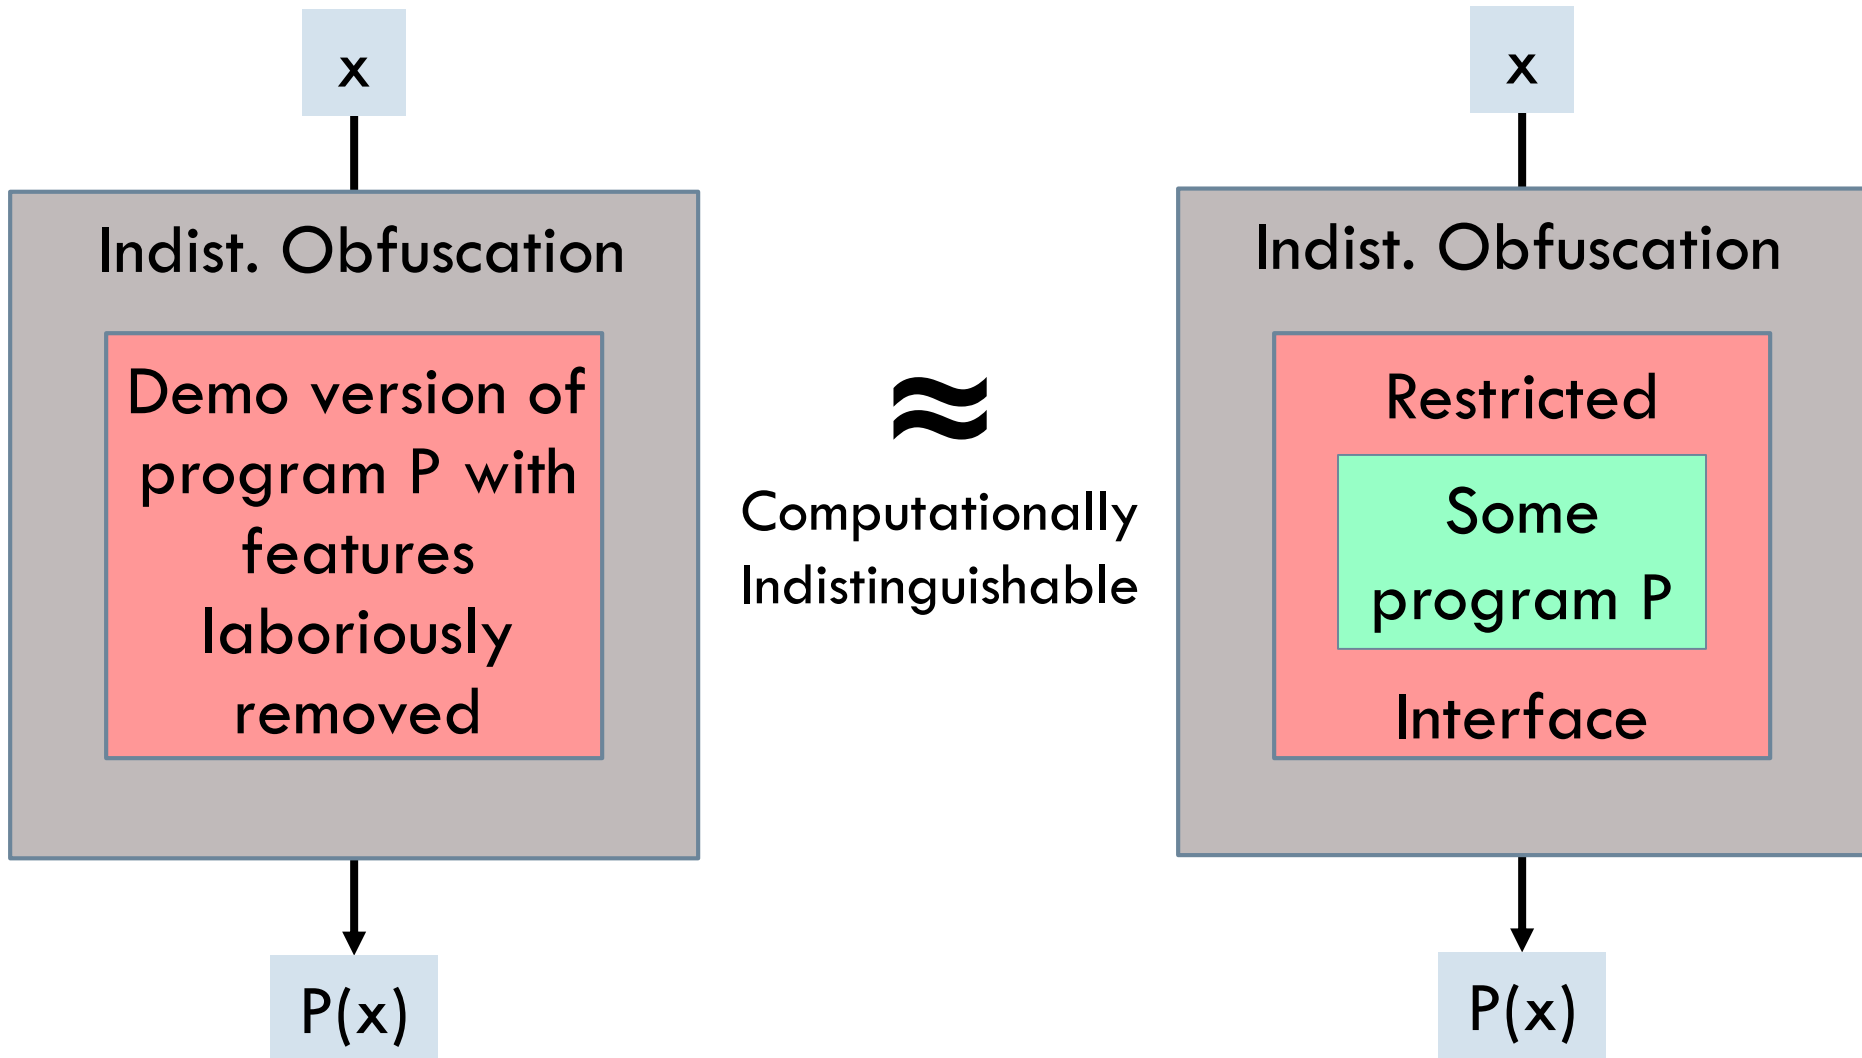 x
Indist. Obfuscation
Demo version of
program P with
features
laboriously
removed
P(x)
≈
Computationally
Indistinguishable
x
Indist. Obfuscation
Restricted
Some
program P
Interface
P(x)